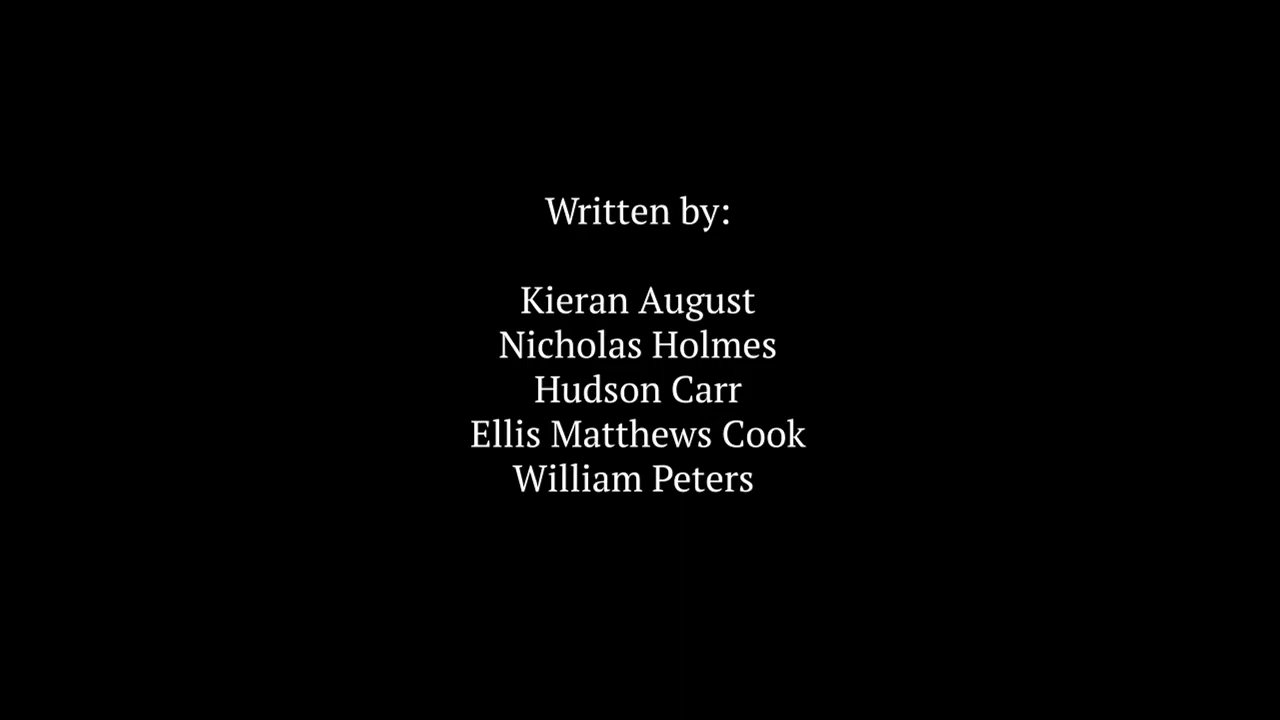 Written by:
Kieran August
Nicholas Holmes
Hudson Carr
Ellis Matthews Cook
William Peters